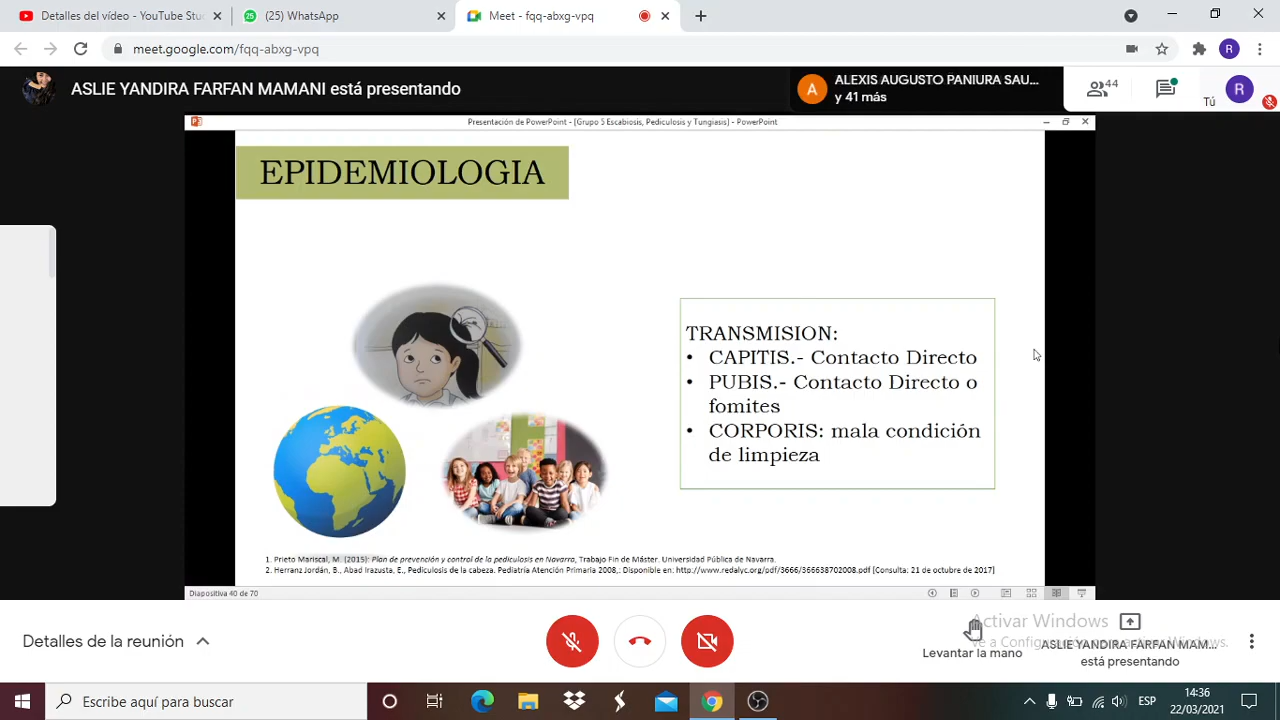 Detalles del vídeo - YouTube Stu
(25) WhatsApp
Meet - fqq-abxg-vpq
meet.google.com/fqq-abxg-vpq
R
ASLIE YANDIRA FARFAN MAMANI está presentando
A
ALEXIS AUGUSTO PANIURA SAU...
y 41 más
44
Tú
R
Presentación de PowerPoint - [Grupo 5 Escabiosis, Pediculosis y Tungiasis] - PowerPoint
EPIDEMIOLOGIA
TRANSMISION:
• CAPITIS.- Contacto Directo
• PUBIS.- Contacto Directo o
fomites
• CORPORIS: mala condición
de limpieza
1. Prieto Mariscal, M. (2015): Plan de prevención y control de la pediculosis en Navarra, Trabajo Fin de Máster. Universidad Pública de Navarra.
2. Herranz Jordán, B., Abad Irazusta, E., Pediculosis de la cabeza. Pediatría Atención Primaria 2008,: Disponible en: http://www.redalyc.org/pdf/3666/366638702008.pdf [Consulta: 21 de octubre de 2017]
Diapositiva 40 de 70
Detalles de la reunión
Activar Windows
Ve a Configuración para activar Windows.
Levantar la mano
ASLIE YANDIRA FARFAN MAM...
está presentando
Escribe aquí para buscar
ESP
14:36
22/03/2021